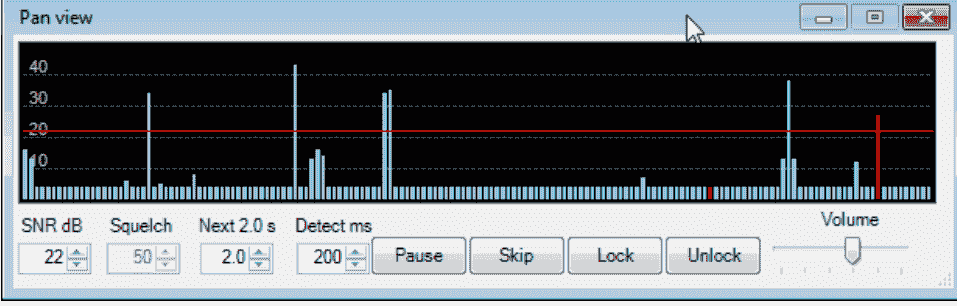 Pan view
40
30
20
10
SNR dB Squelch Next 2.0 s Detect ms Volume
22 50 2.0 200 Pause Skip Lock Unlock